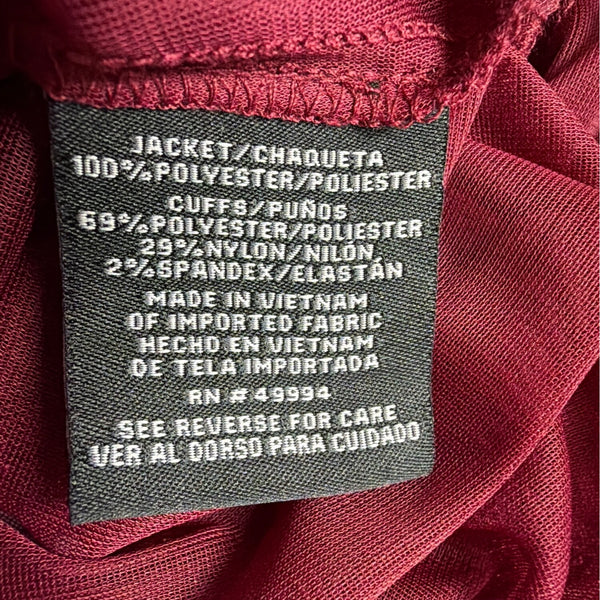 JACKET/CHAQUETA
100%POLYESTER/POLIESTER
CUFFS/PUÑOS
69%POLYESTER/POLIESTER
29%NYLON/NILÓN
2%SPANDEX/ELASTÁN
MADE IN VIETNAM
OF IMPORTED FABRIC
HECHO EN VIETNAM
DE TELA IMPORTADA
RN # 49994
SEE REVERSE FOR CARE
VER AL DORSO PARA CUIDADO